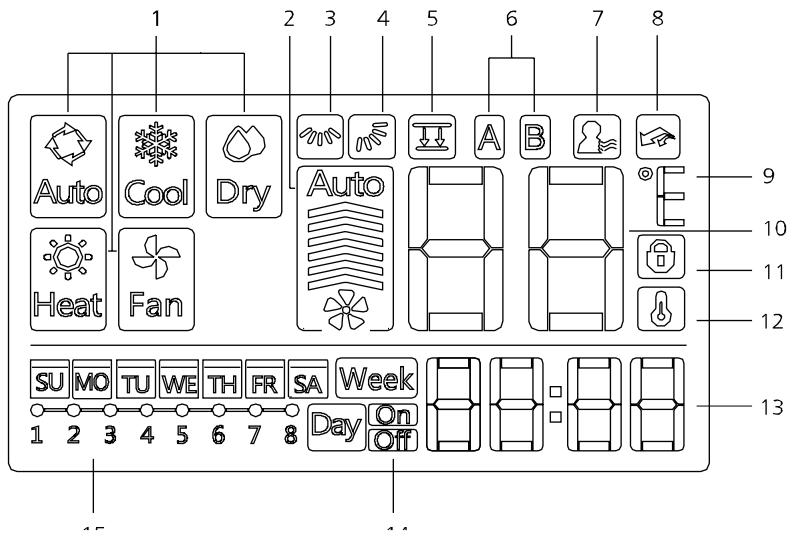 1 2 3 4 5 6 7 8
A B
Auto Cool Dry Auto
9
10
Heat Fan
11
12
SU MO TU WE TH FR SA Week
1 2 3 4 5 6 7 8 Day On
Off
13
15 14